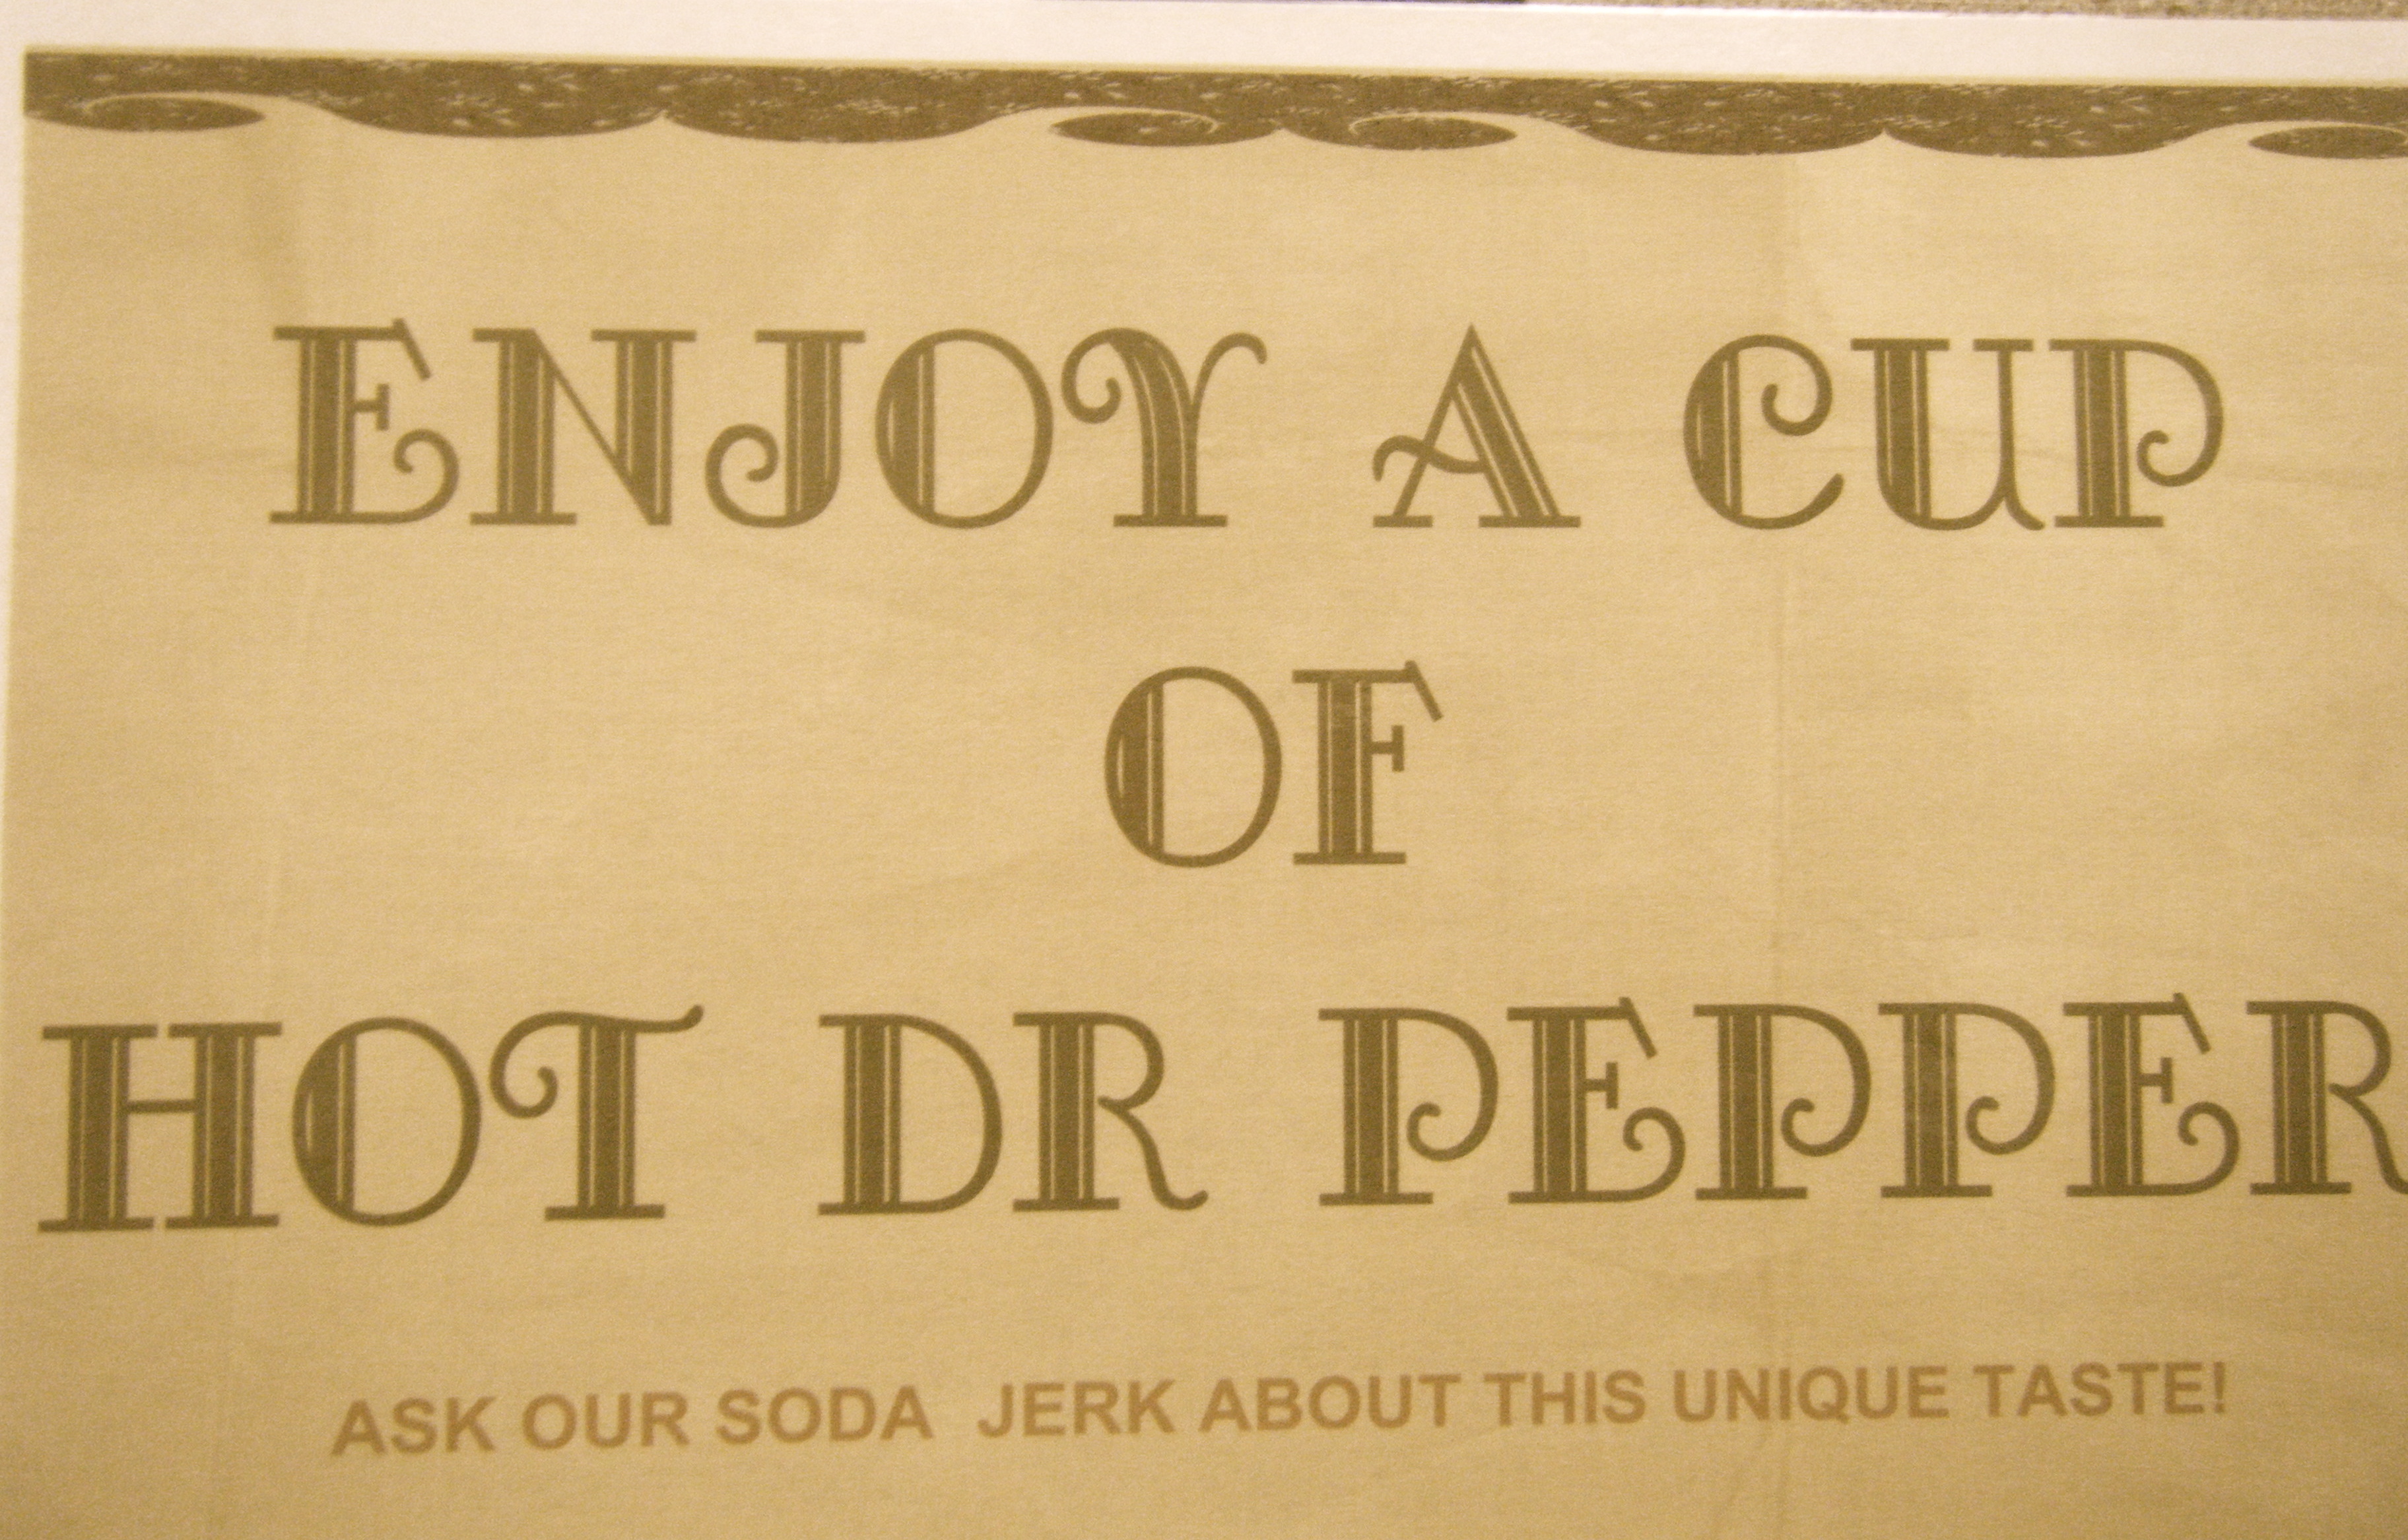 ENJOY A CUP
OF
HOT DR PEPPER
ASK OUR SODA JERK ABOUT THIS UNIQUE TASTE!